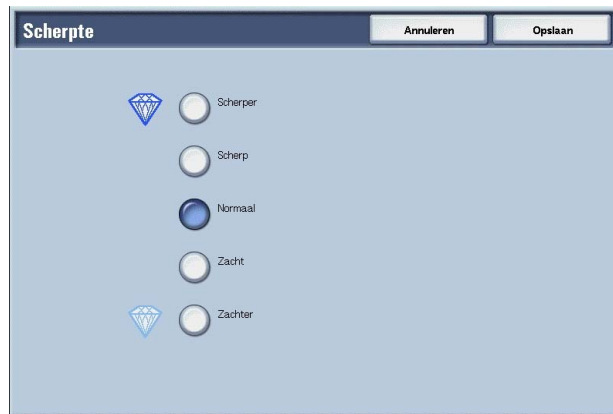 Scherpte
Annuleren
Opslaan
Scherper
Scherp
Normaal
Zacht
Zachter